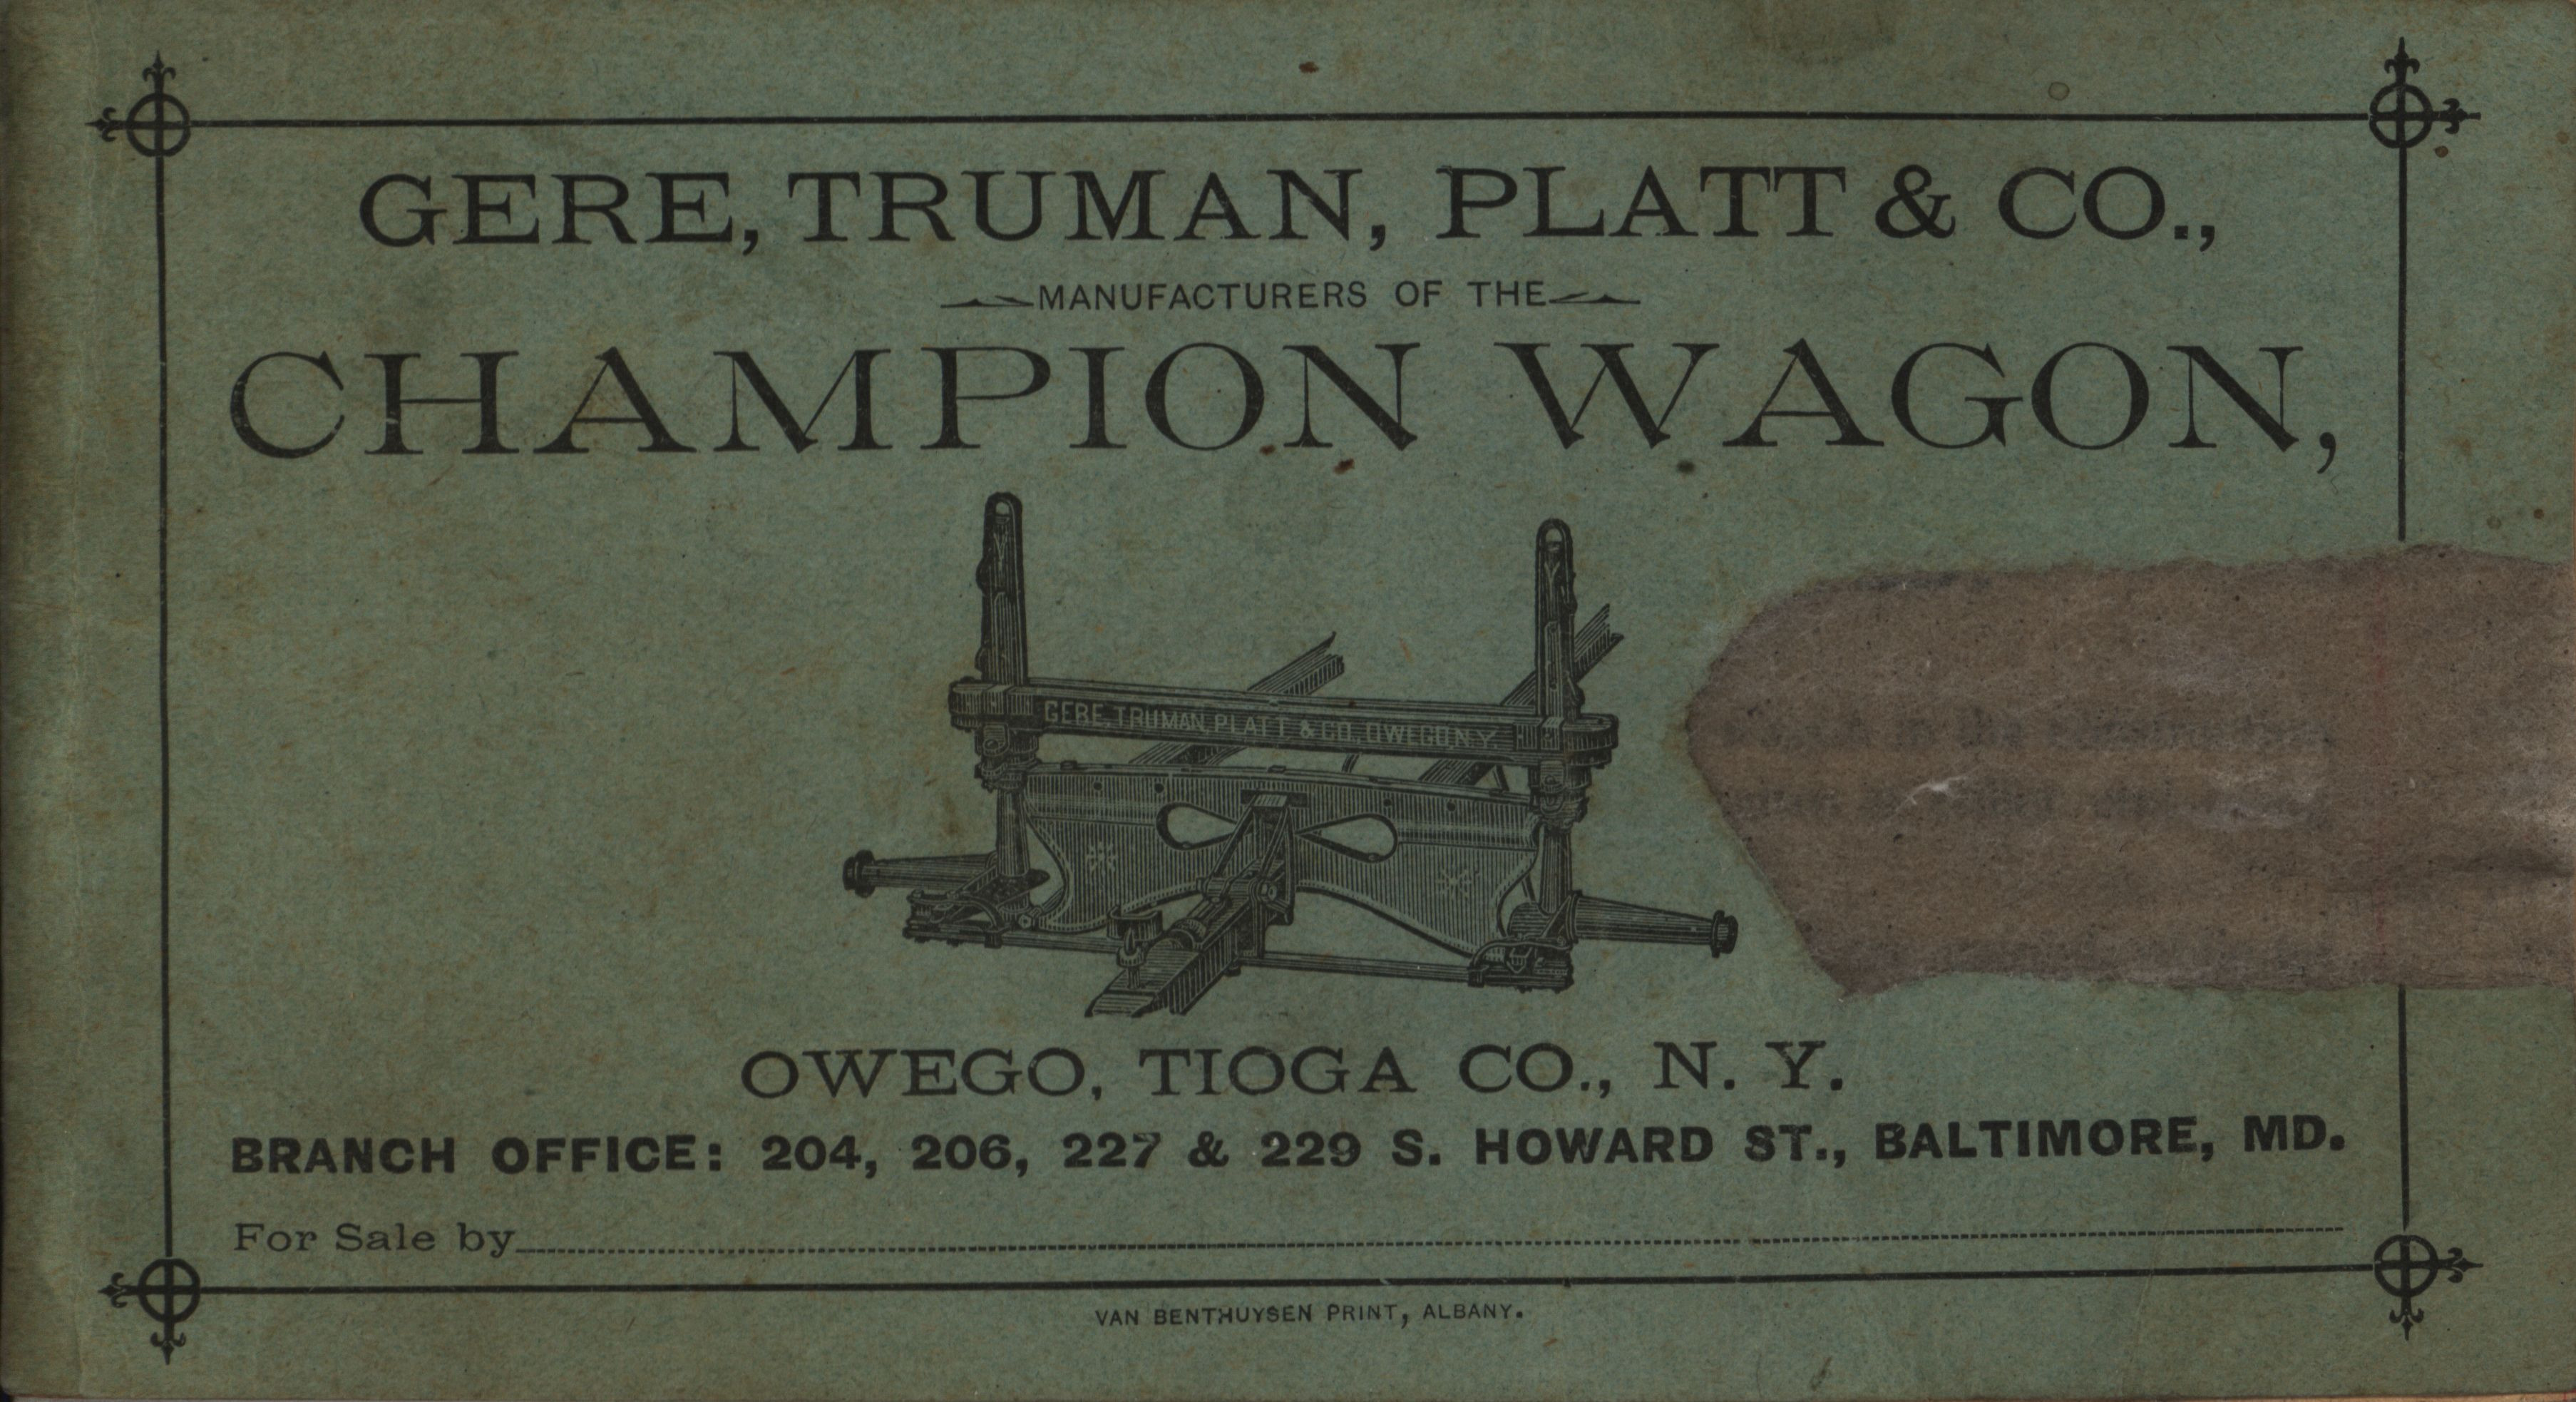 GERE, TRUMAN, PLATT & CO.,
MANUFACTURERS OF THE
CHAMPION WAGON,
GERE, TRUMAN, PLATT & CO, OWEGO, N.Y.
OWEGO, TIOGA CO., N. Y.
BRANCH OFFICE: 204, 206, 227 & 229 S. HOWARD ST., BALTIMORE, MD.
For Sale by
VAN BENTHUYSEN PRINT, ALBANY.